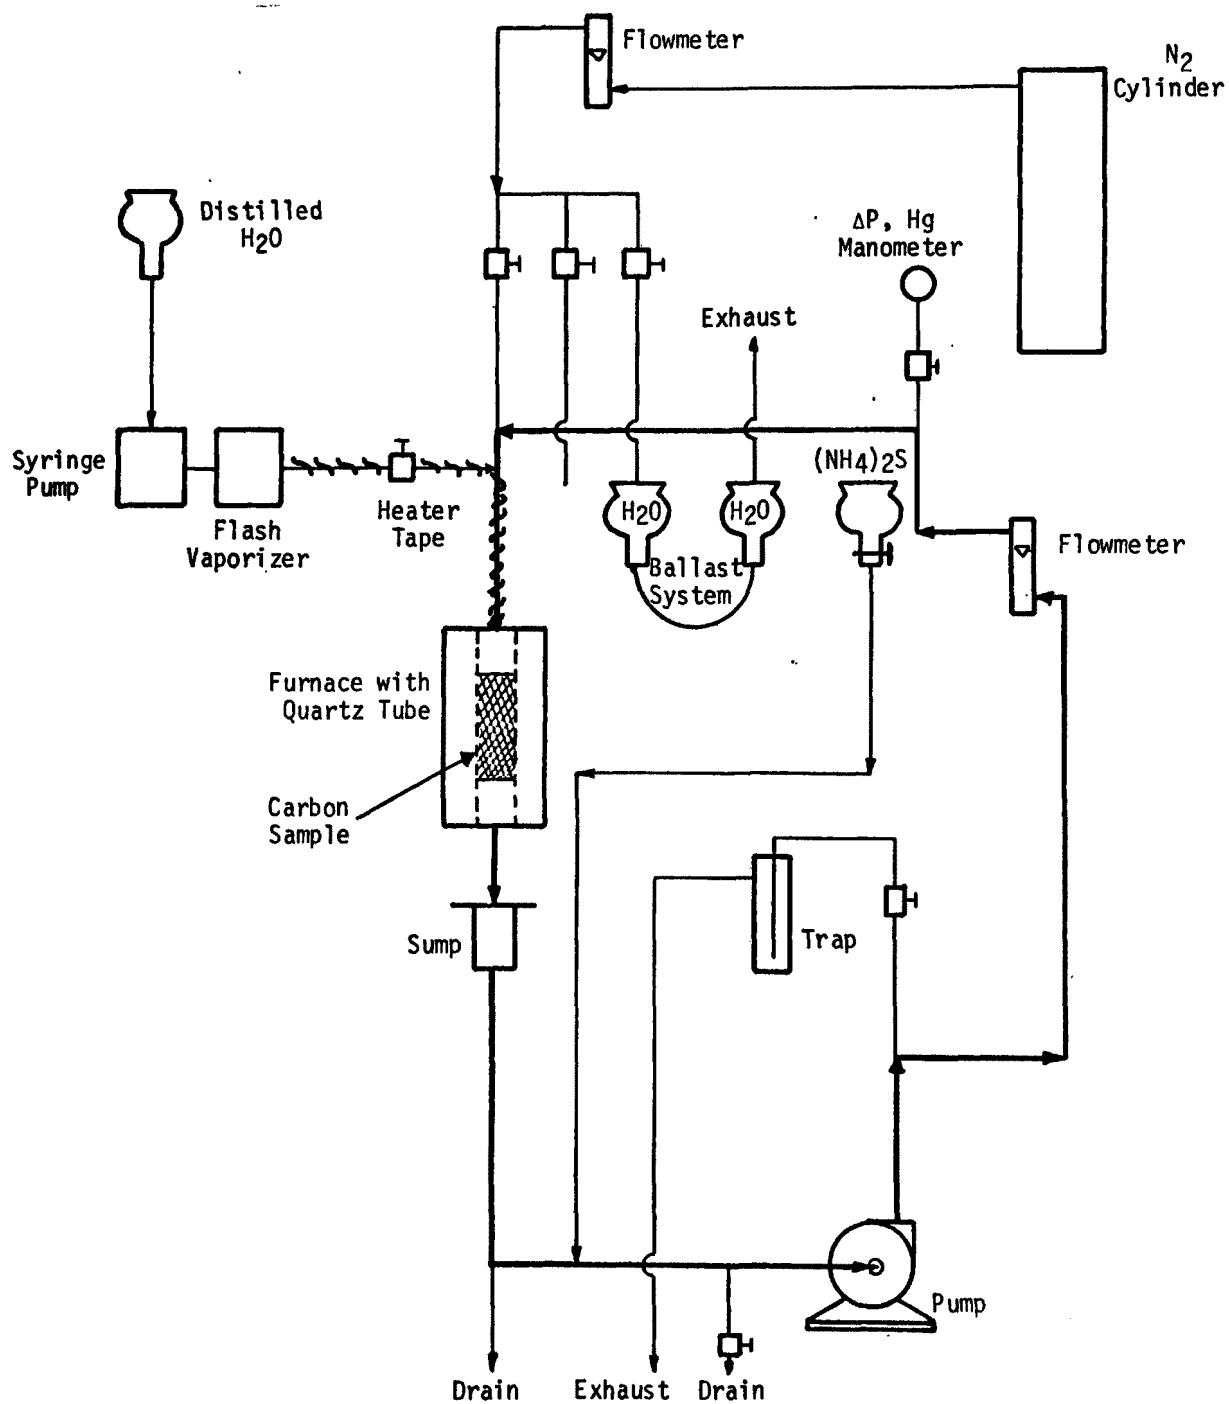 Flowmeter
N2
Cylinder
Distilled
H2O
ΔP, Hg
Manometer
Exhaust
Syringe
Pump
Flash
Vaporizer
Heater
Tape
(NH4)2S
H2O
H2O
Ballast
System
Flowmeter
Furnace with
Quartz Tube
Carbon
Sample
Sump
Trap
Pump
Drain
Exhaust
Drain